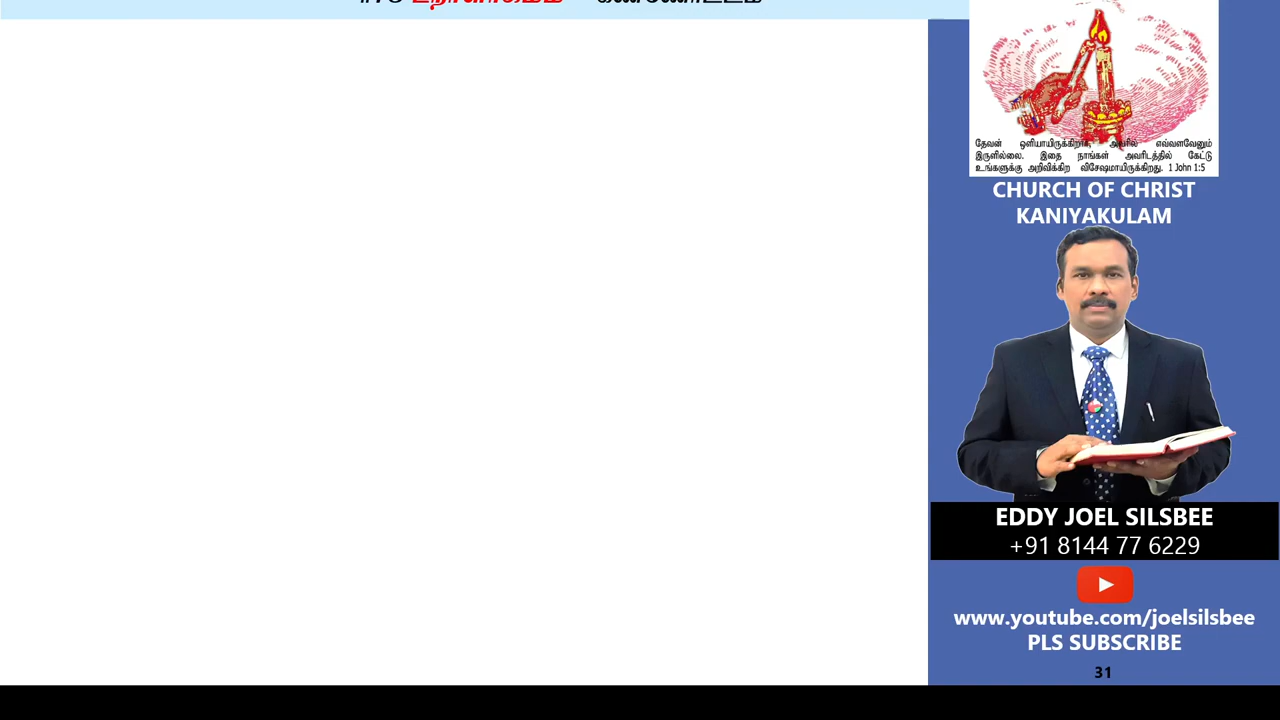 தேவன் ஒளியாயிருக்கிறார், அவரில் எவ்வளவேனும்
இருளில்லை. இதை நாங்கள் அவரிடத்தில் கேட்டு
உங்களுக்கு அறிவிக்கிற விசேஷமாயிருக்கிறது. 1 John 1:5
CHURCH OF CHRIST
KANIYAKULAM
EDDY JOEL SILSBEE
+91 8144 77 6229
www.youtube.com/joelsilsbee
PLS SUBSCRIBE
31